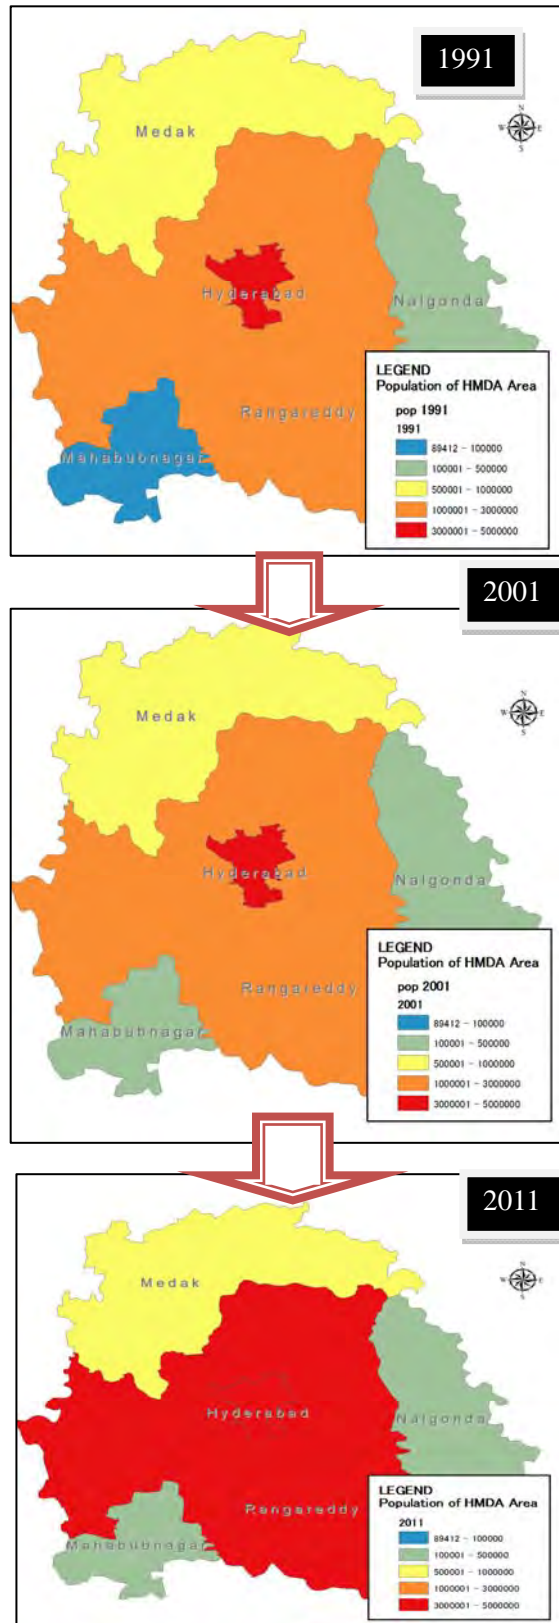 1991
Medak
N
W E
S
Hyderabad
Nalgonda
LEGEND
Population of HMDA Area
pop 1991
1991
89412 - 100000
100001 - 500000
500001 - 1000000
1000001 - 3000000
3000001 - 5000000
Rangareddy
Mahabubnagar
2001
Medak
N
W E
S
Hyderabad
Nalgonda
LEGEND
Population of HMDA Area
pop 2001
2001
89412 - 100000
100001 - 500000
500001 - 1000000
1000001 - 3000000
3000001 - 5000000
Rangareddy
Mahabubnagar
2011
Medak
N
W E
S
Hyderabad
Nalgonda
LEGEND
Population of HMDA Area
2011
89412 - 100000
100001 - 500000
500001 - 1000000
1000001 - 3000000
3000001 - 5000000
Rangareddy
Mahabubnagar